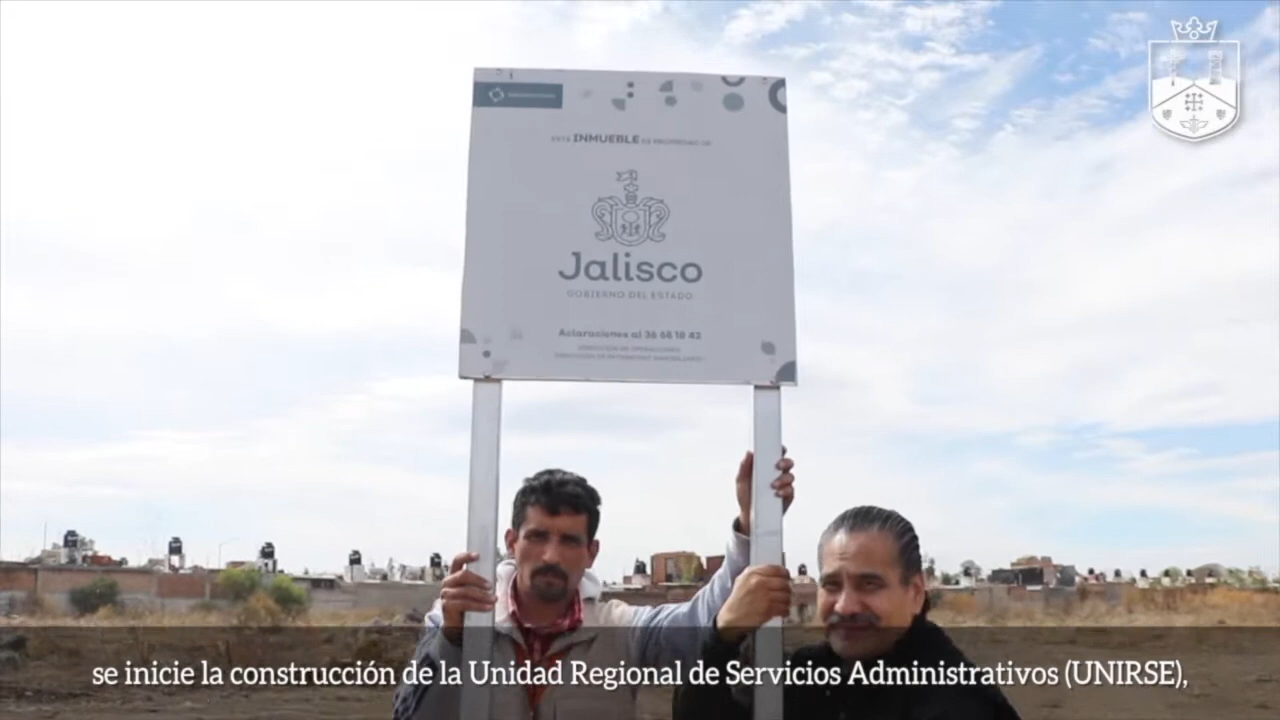 ESTE INMUEBLE ES PROPIEDAD DE
Jalisco
GOBIERNO DEL ESTADO
Aclaraciones al 36 68 18 42
se inicie la construcción de la Unidad Regional de Servicios Administrativos (UNIRSE),